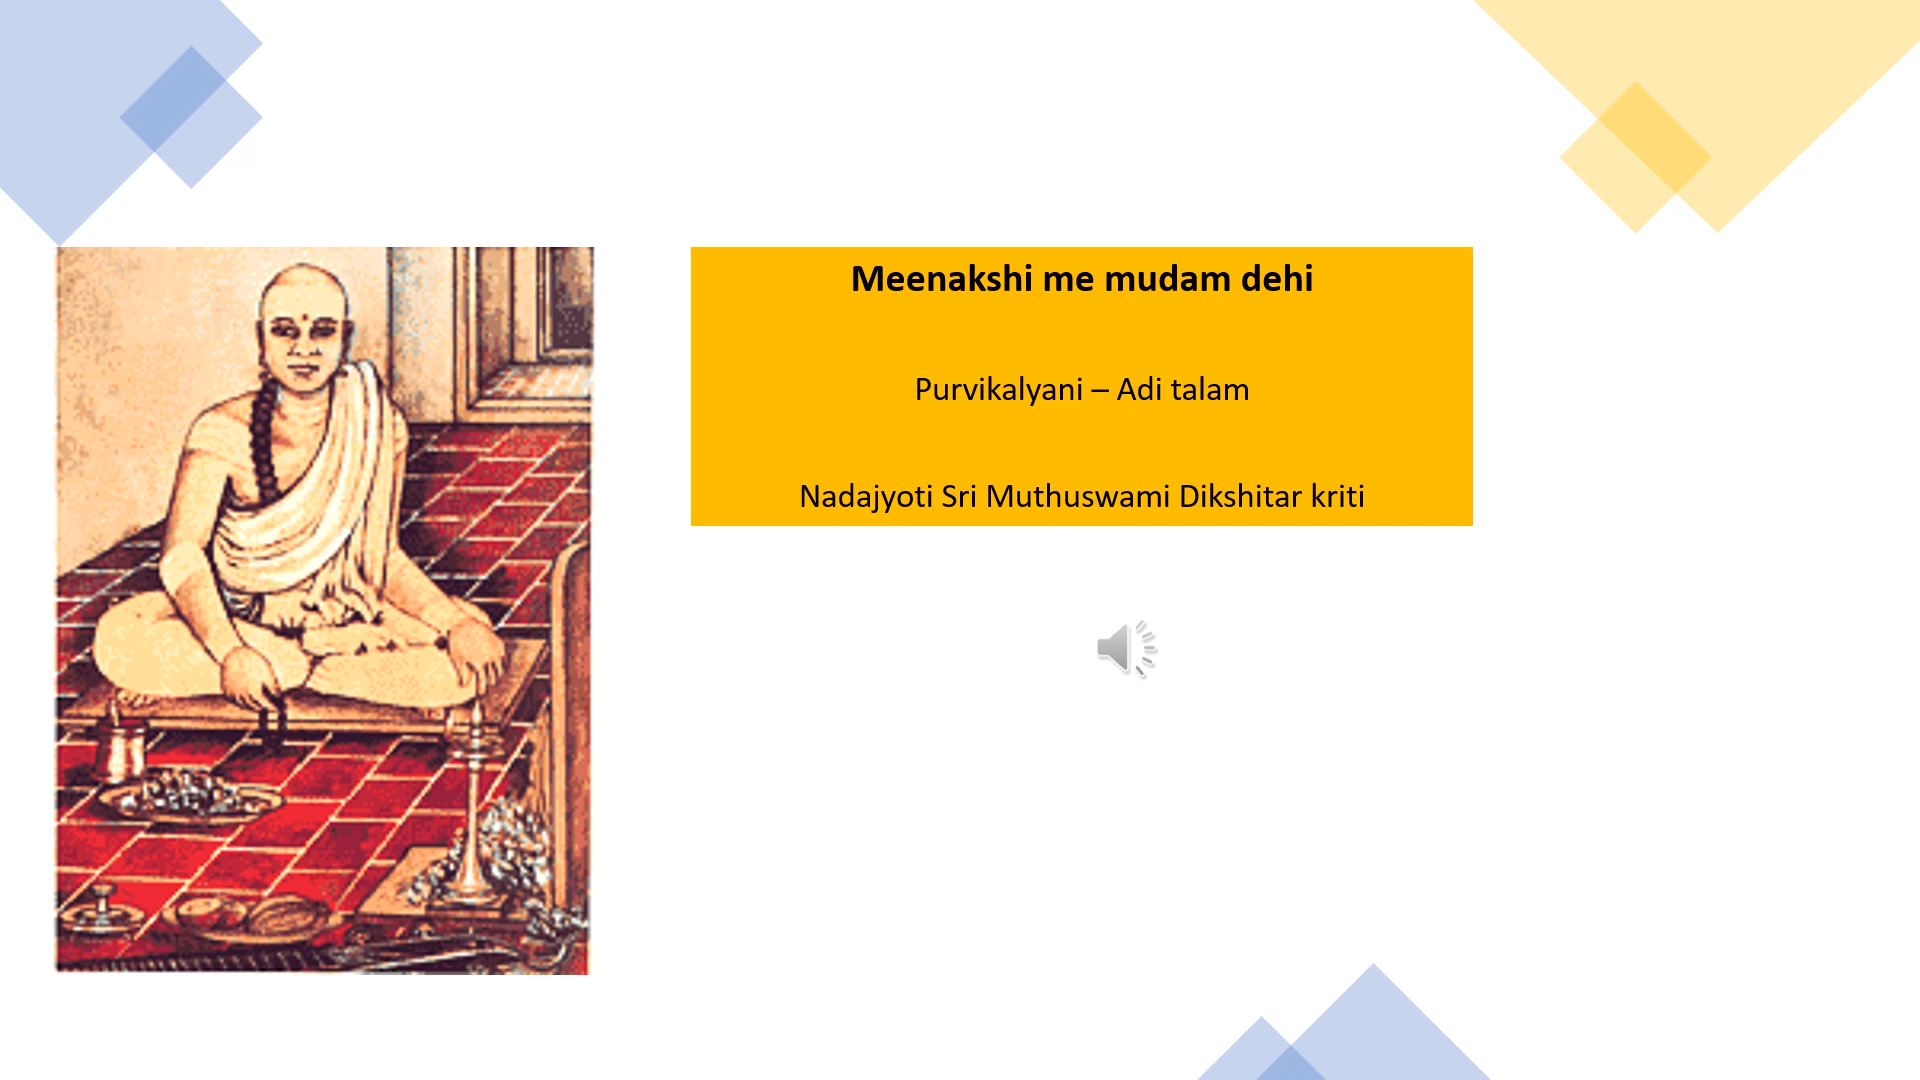 Meenakshi me mudam dehi
Purvikalyani – Adi talam
Nadajyoti Sri Muthuswami Dikshitar kriti